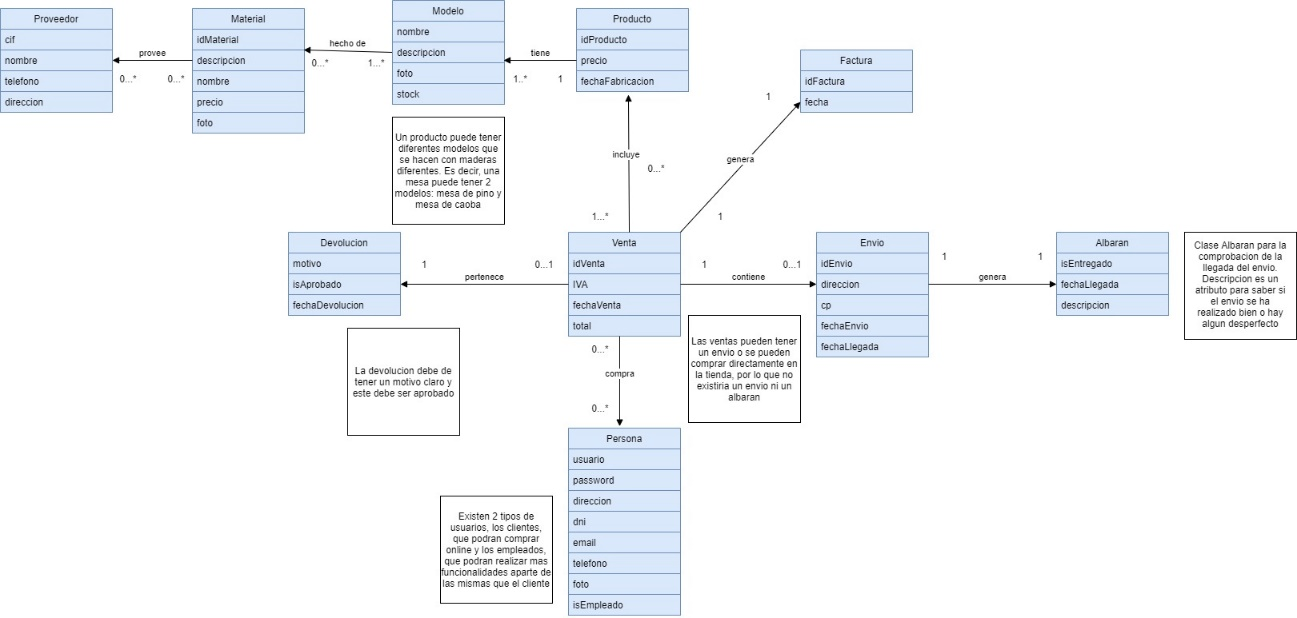 Proveedor
cif
nombre
telefono
direccion
provee
0...*
0...*
Material
idMaterial
descripcion
nombre
precio
foto
hecho de
0...*
1...*
Modelo
nombre
descripcion
foto
stock
tiene
1..*
1
Producto
idProducto
precio
fechaFabricacion
Factura
idFactura
fecha
1
genera
1
incluye
0...*
1...*
Un producto puede tener
diferentes modelos que
se hacen con maderas
diferentes. Es decir, una
mesa puede tener 2
modelos: mesa de pino y
mesa de caoba
Devolucion
motivo
isAprobado
fechaDevolucion
1
0...1
pertenece
Venta
idVenta
IVA
fechaVenta
total
1
0...1
contiene
Envio
idEnvio
direccion
cp
fechaEnvio
fechaLlegada
1
1
genera
Albaran
isEntregado
fechaLlegada
descripcion
Clase Albaran para la
comprobacion de la
llegada del envio.
Descripcion es un
atributo para saber si
el envio se ha
realizado bien o hay
algun desperfecto
La devolucion debe de
tener un motivo claro y
este debe ser aprobado
0...*
compra
0...*
Las ventas pueden tener
un envio o se pueden
comprar directamente en
la tienda, por lo que no
existiria un envio ni un
albaran
Persona
usuario
password
direccion
dni
email
telefono
foto
isEmpleado
Existen 2 tipos de
usuarios, los clientes,
que podran comprar
online y los empleados,
que podran realizar mas
funcionalidades aparte de
las mismas que el cliente